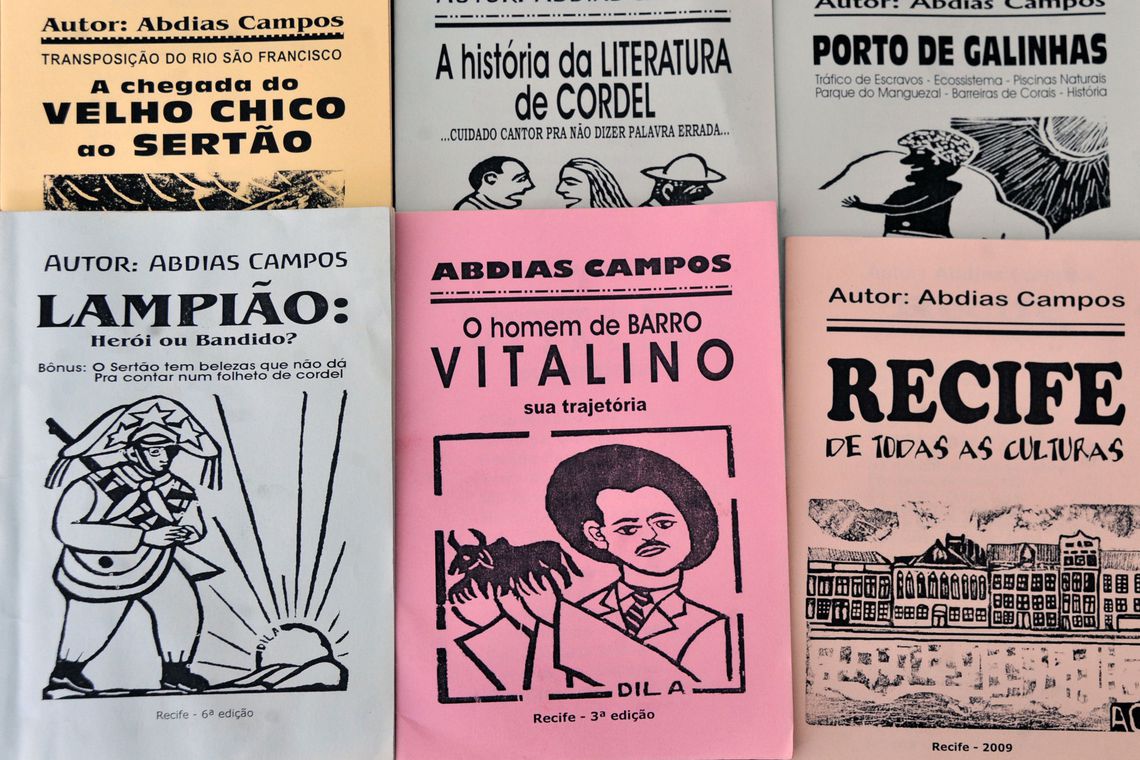 Autor: Abdias Campos
TRANSPOSIÇÃO DO RIO SÃO FRANCISCO
A chegada do
VELHO CHICO
ao SERTÃO
AUTOR: ABDIAS CAMPOS
A história da LITERATURA
de CORDEL
...CUIDADO CANTOR PRA NÃO DIZER PALAVRA ERRADA...
Autor: Abdias Campos
PORTO DE GALINHAS
Tráfico de Escravos - Ecossistema - Piscinas Naturais
Parque do Manguezal - Barreiras de Corais - História
AUTOR: ABDIAS CAMPOS
LAMPIÃO:
Herói ou Bandido?
Bônus: O Sertão tem belezas que não dá
Pra contar num folheto de cordel
DILA
Recife - 6ª edição
ABDIAS CAMPOS
O homem de BARRO
VITALINO
sua trajetória
DILA
Recife - 3ª edição
Autor: Abdias Campos
RECIFE
DE TODAS AS CULTURAS
Recife - 2009